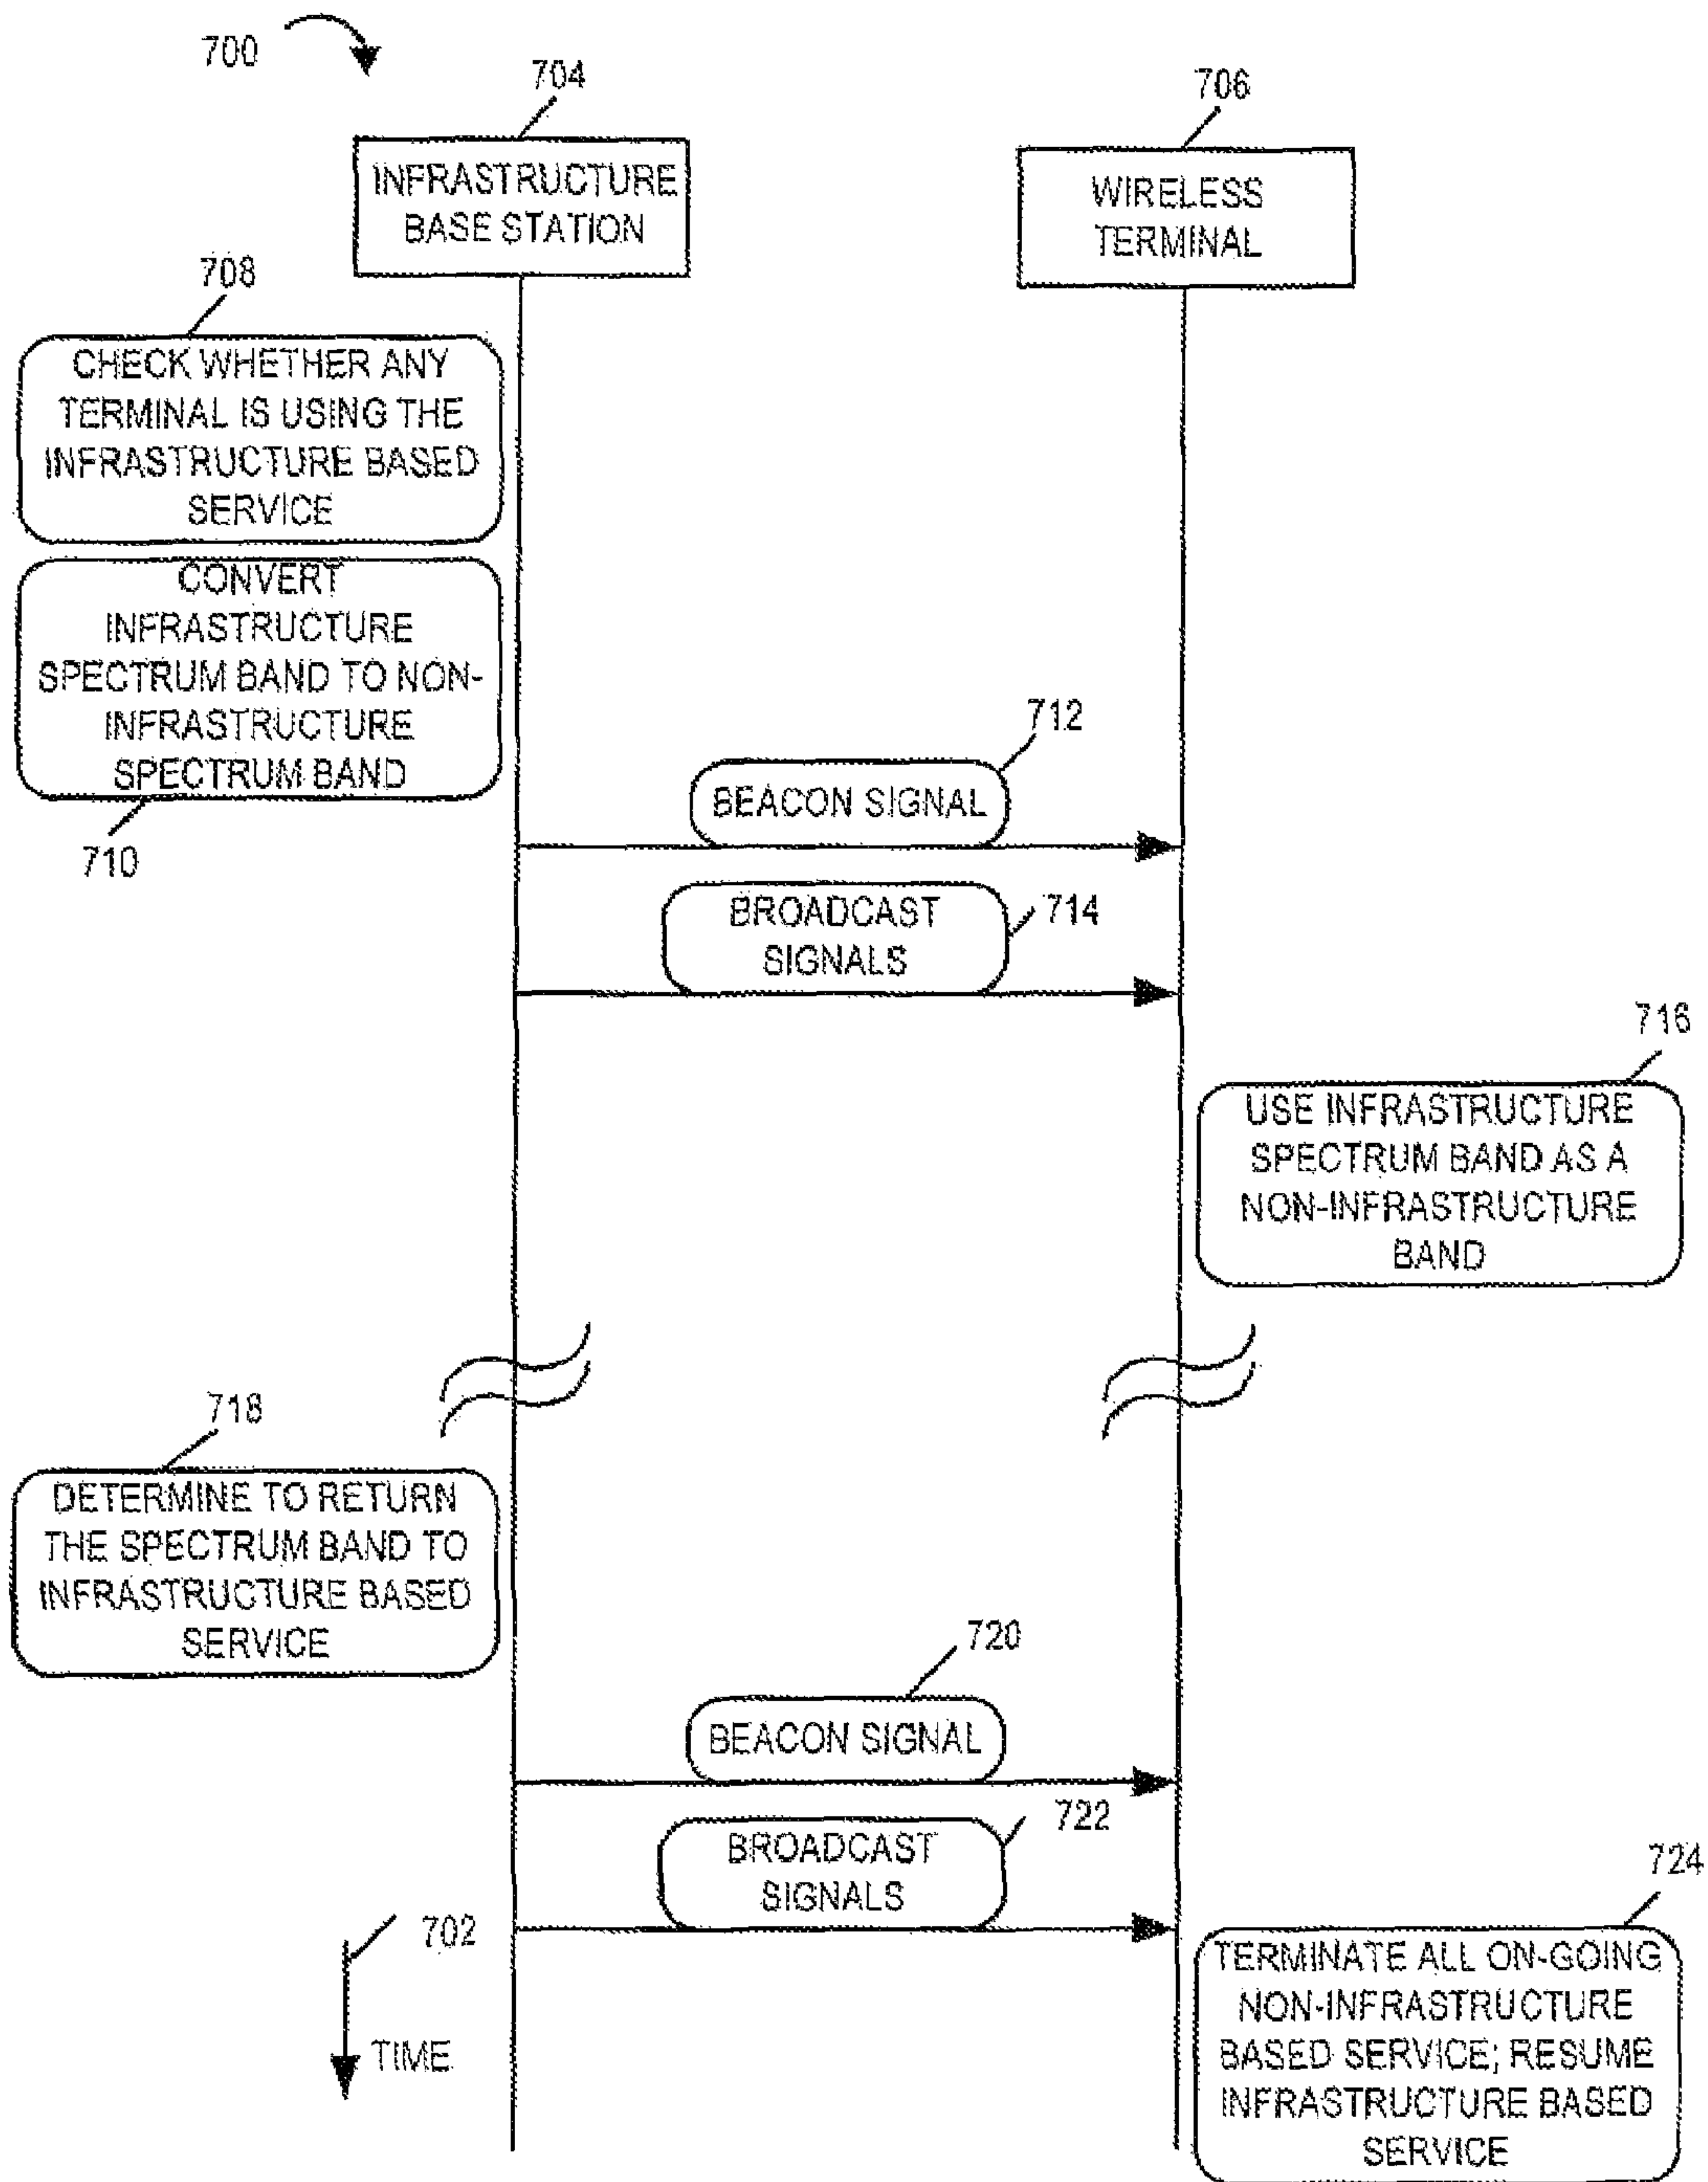 700
704
706
INFRASTRUCTURE
BASE STATION
WIRELESS
TERMINAL
708
CHECK WHETHER ANY
TERMINAL IS USING THE
INFRASTRUCTURE BASED
SERVICE
CONVERT
INFRASTRUCTURE
SPECTRUM BAND TO NON-
INFRASTRUCTURE
SPECTRUM BAND
710
712
BEACON SIGNAL
BROADCAST
SIGNALS
714
716
USE INFRASTRUCTURE
SPECTRUM BAND AS A
NON-INFRASTRUCTURE
BAND
718
DETERMINE TO RETURN
THE SPECTRUM BAND TO
INFRASTRUCTURE BASED
SERVICE
720
BEACON SIGNAL
722
BROADCAST
SIGNALS
724
702
TIME
TERMINATE ALL ON-GOING
NON-INFRASTRUCTURE
BASED SERVICE; RESUME
INFRASTRUCTURE BASED
SERVICE